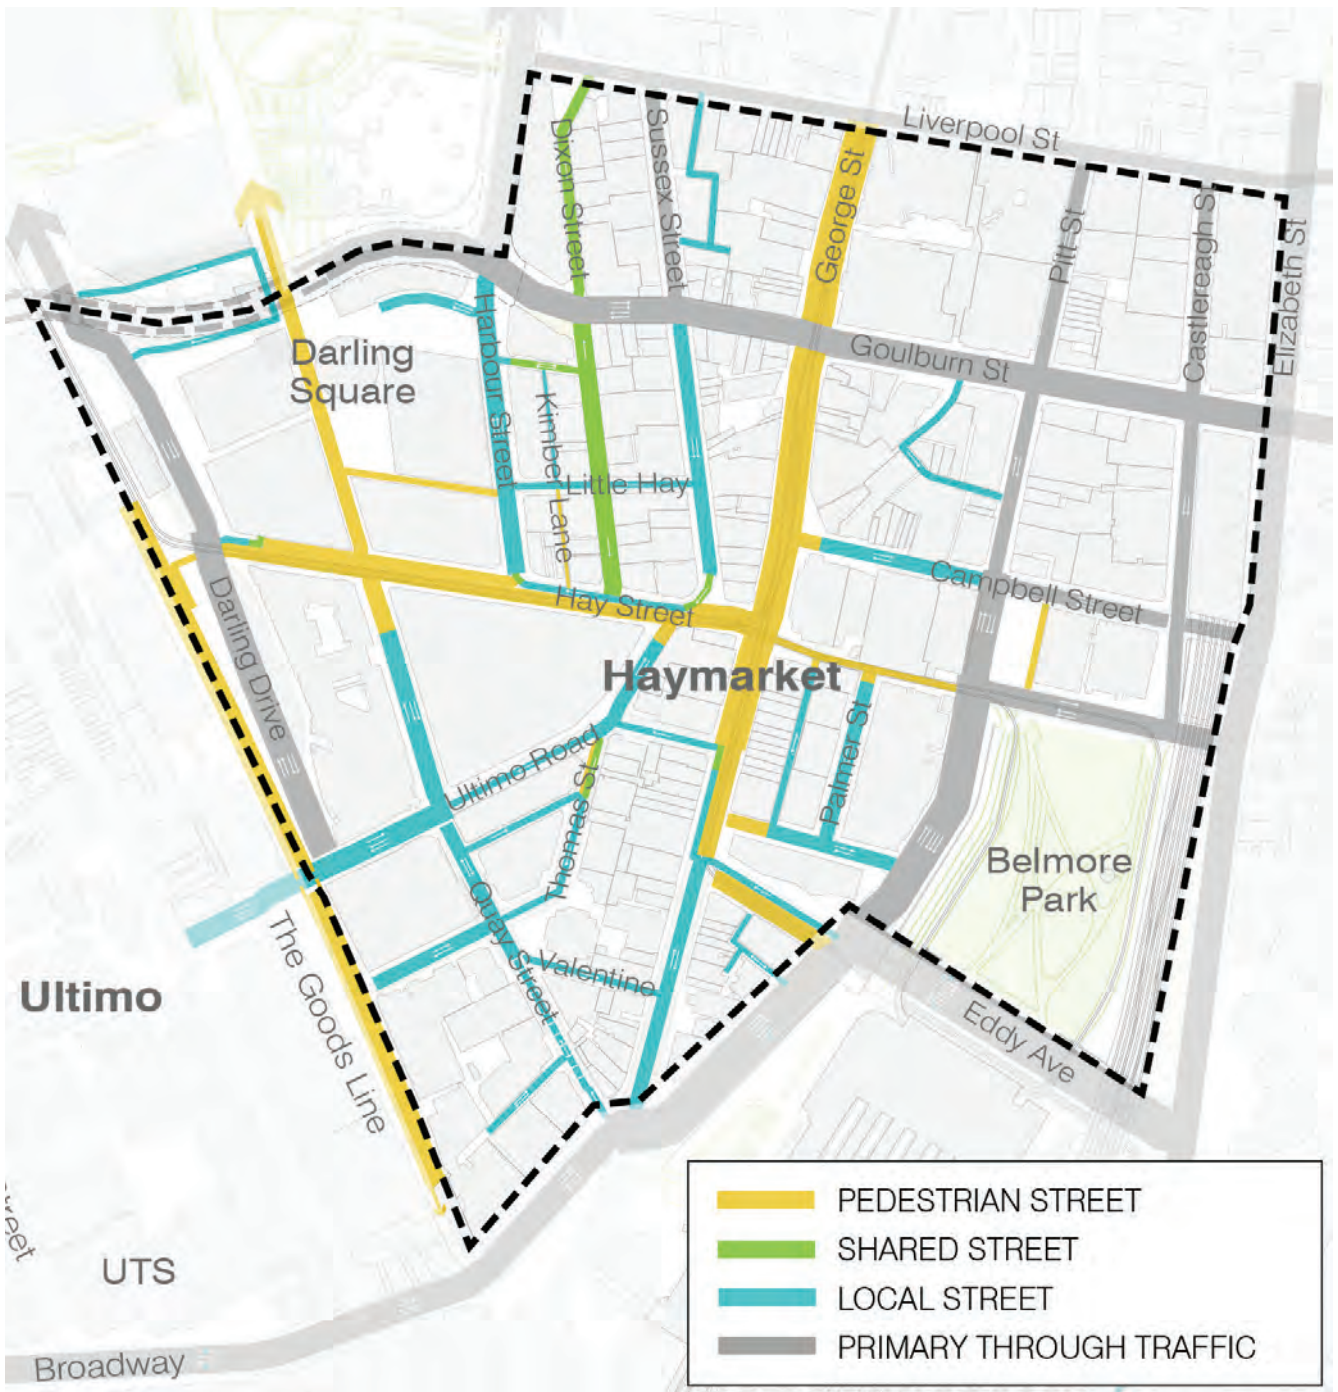 Liverpool St
Dixon Street
Sussex Street
George St
Pitt St
Castlereagh St
Elizabeth St
Darling
Square
Harbour Street
Goulburn St
Kimber Lane
Little Hay
Hay Street
Campbell Street
Darling Drive
Haymarket
Ultimo Road
Thomas St
Palmer St
Belmore
Park
Quay Street
Valentine
The Goods Line
Ultimo
Eddy Ave
treet
UTS
Broadway
PEDESTRIAN STREET
SHARED STREET
LOCAL STREET
PRIMARY THROUGH TRAFFIC